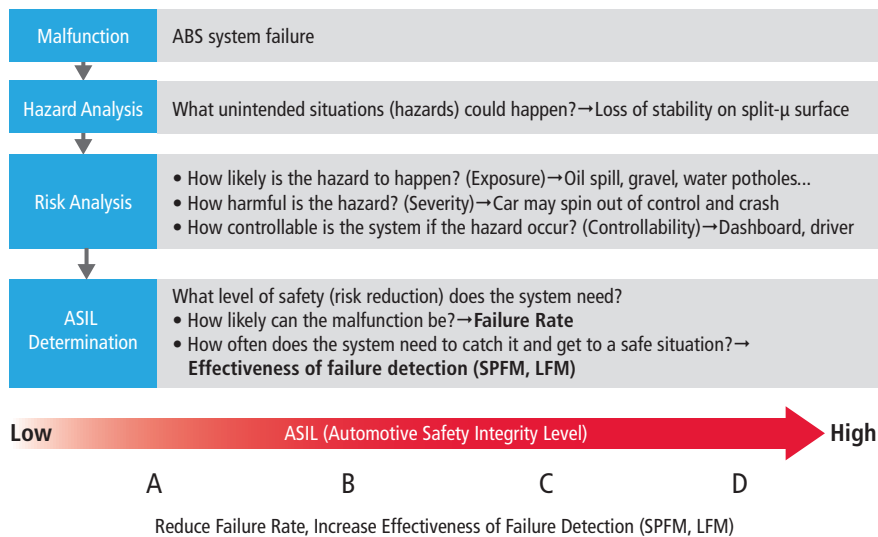 Malfunction
ABS system failure
Hazard Analysis
What unintended situations (hazards) could happen?→Loss of stability on split-µ surface
Risk Analysis
• How likely is the hazard to happen? (Exposure)→Oil spill, gravel, water potholes...
• How harmful is the hazard? (Severity)→Car may spin out of control and crash
• How controllable is the system if the hazard occur? (Controllability)→Dashboard, driver
ASIL
Determination
What level of safety (risk reduction) does the system need?
• How likely can the malfunction be?→Failure Rate
• How often does the system need to catch it and get to a safe situation?→
Effectiveness of failure detection (SPFM, LFM)
Low
ASIL (Automotive Safety Integrity Level)
High
A B C D
Reduce Failure Rate, Increase Effectiveness of Failure Detection (SPFM, LFM)